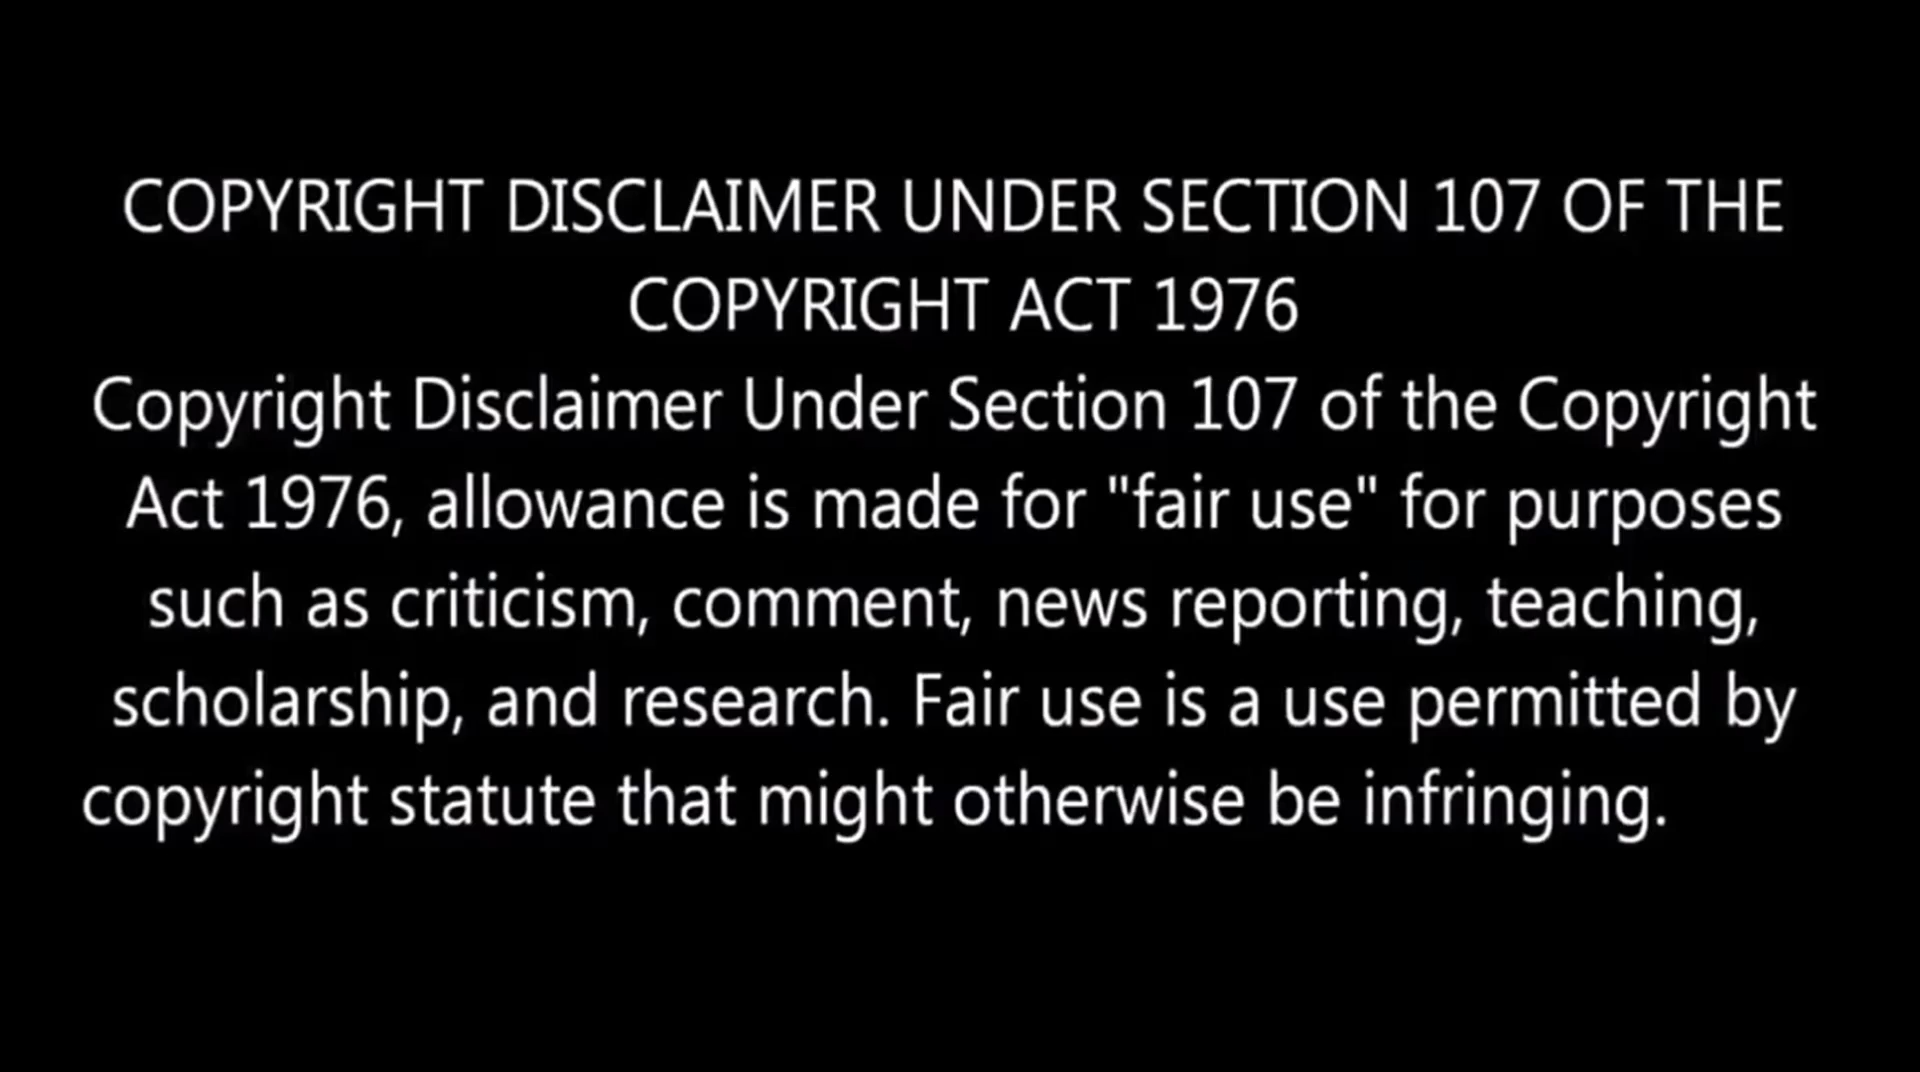 COPYRIGHT DISCLAIMER UNDER SECTION 107 OF THE
COPYRIGHT ACT 1976
Copyright Disclaimer Under Section 107 of the Copyright
Act 1976, allowance is made for "fair use" for purposes
such as criticism, comment, news reporting, teaching,
scholarship, and research. Fair use is a use permitted by
copyright statute that might otherwise be infringing.